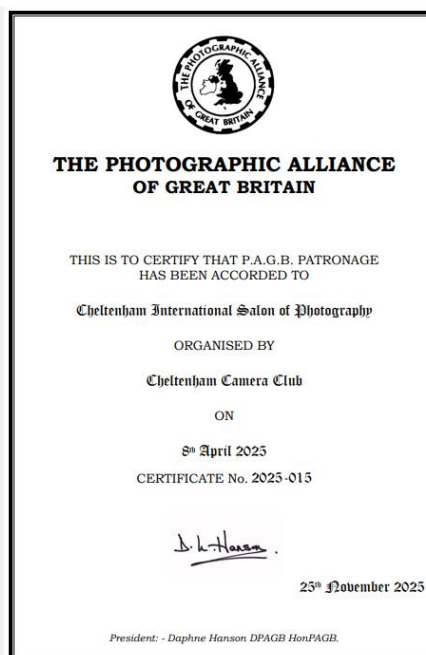 THE PHOTOGRAPHIC ALLIANCE
OF GREAT BRITAIN
THE PHOTOGRAPHIC ALLIANCE
OF GREAT BRITAIN
THIS IS TO CERTIFY THAT P.A.G.B. PATRONAGE
HAS BEEN ACCORDED TO
Cheltenham International Salon of Photography
ORGANISED BY
Cheltenham Camera Club
ON
8th April 2025
CERTIFICATE No. 2025-015
D. L. Hanson.
25th November 2025
President: - Daphne Hanson DPAGB HonPAGB.